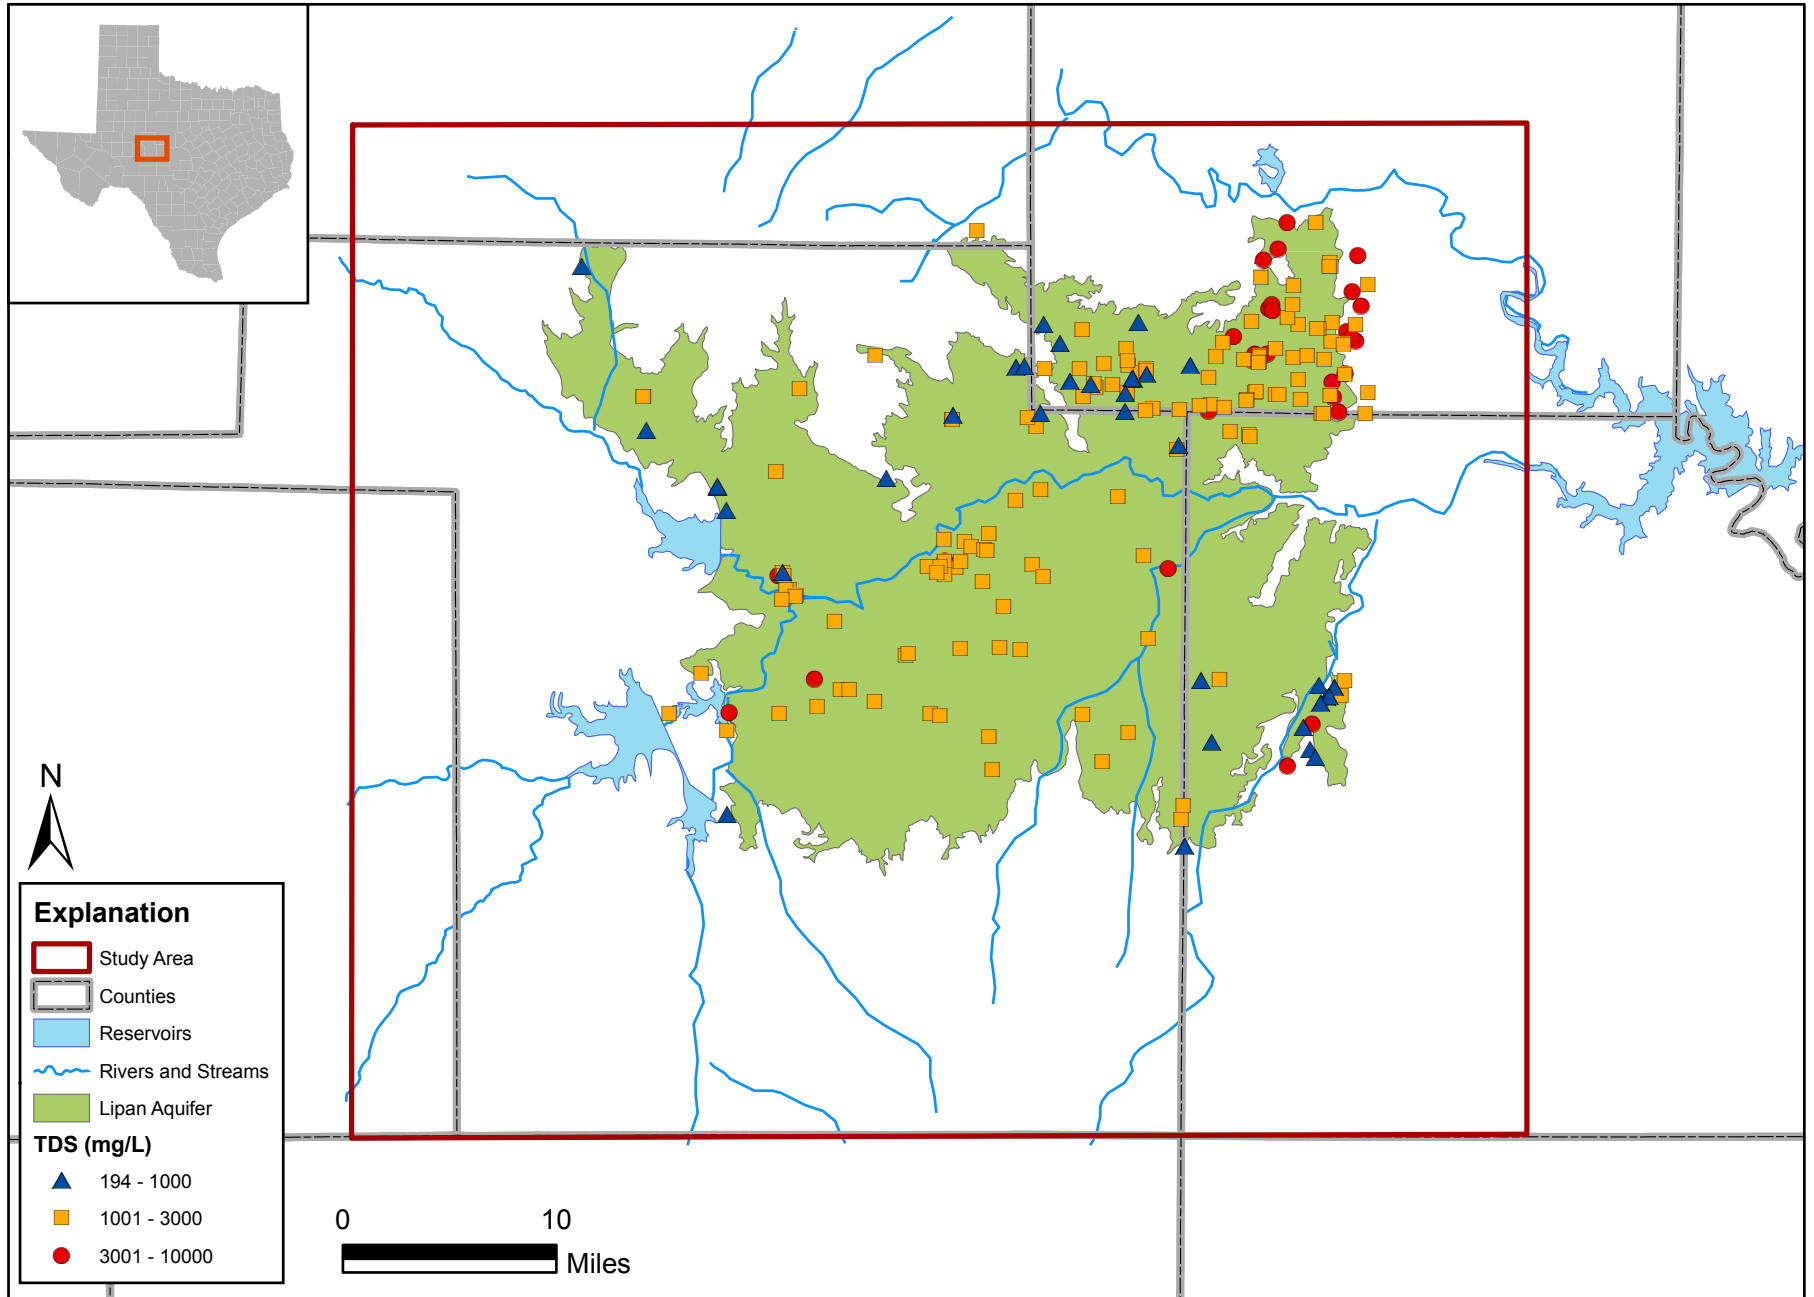 N
Explanation
Study Area
Counties
Reservoirs
Rivers and Streams
Lipan Aquifer
TDS (mg/L)
194 - 1000
1001 - 3000
3001 - 10000
0 10
Miles